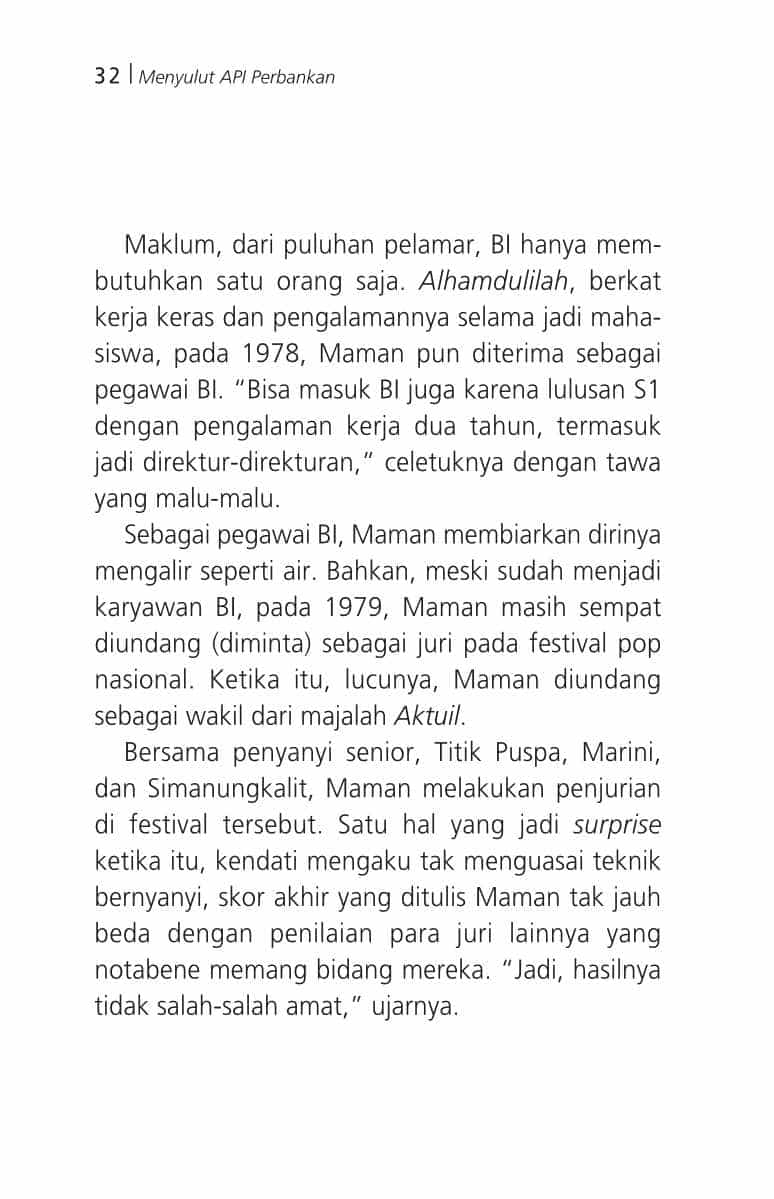 32 | Menyulut API Perbankan
Maklum, dari puluhan pelamar, BI hanya mem-
butuhkan satu orang saja. Alhamdulilah, berkat
kerja keras dan pengalamannya selama jadi maha-
siswa, pada 1978, Maman pun diterima sebagai
pegawai BI. “Bisa masuk BI juga karena lulusan S1
dengan pengalaman kerja dua tahun, termasuk
jadi direktur-direkturan,” celetuknya dengan tawa
yang malu-malu.
Sebagai pegawai BI, Maman membiarkan dirinya
mengalir seperti air. Bahkan, meski sudah menjadi
karyawan BI, pada 1979, Maman masih sempat
diundang (diminta) sebagai juri pada festival pop
nasional. Ketika itu, lucunya, Maman diundang
sebagai wakil dari majalah Aktuil.
Bersama penyanyi senior, Titik Puspa, Marini,
dan Simanungkalit, Maman melakukan penjurian
di festival tersebut. Satu hal yang jadi surprise
ketika itu, kendati mengaku tak menguasai teknik
bernyanyi, skor akhir yang ditulis Maman tak jauh
beda dengan penilaian para juri lainnya yang
notabene memang bidang mereka. “Jadi, hasilnya
tidak salah-salah amat,” ujarnya.